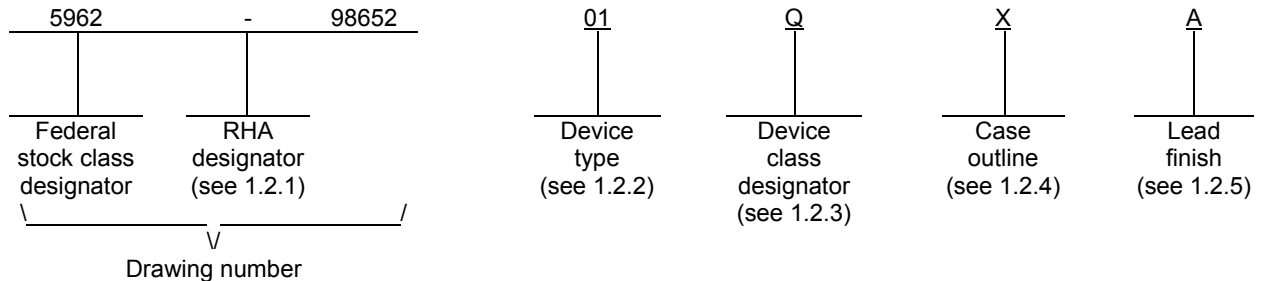 5962 - 98652 01 Q X A
Federal stock class designator
RHA designator (see 1.2.1)
Device type (see 1.2.2)
Device class designator (see 1.2.3)
Case outline (see 1.2.4)
Lead finish (see 1.2.5)
Drawing number